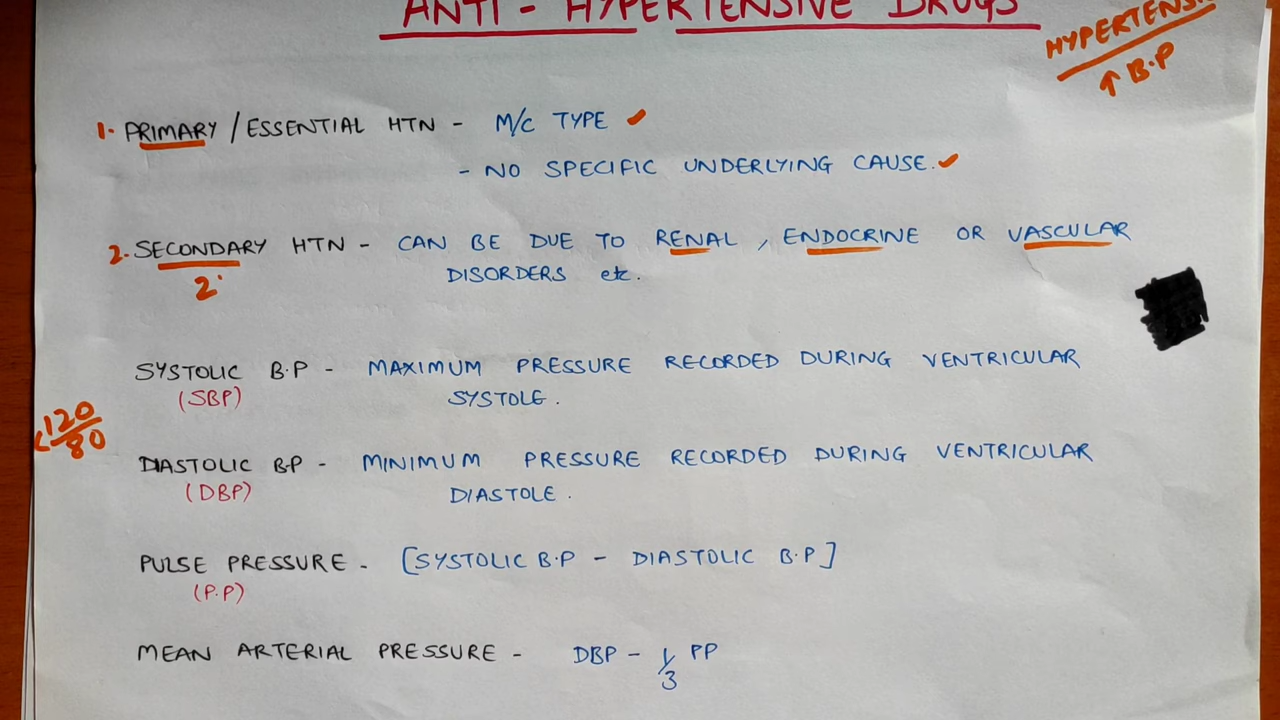 ANTI - HYPERTENSIVE DRUGS
HYPERTENSI
↑ B.P
1. PRIMARY / ESSENTIAL HTN - M/C TYPE ✓
- NO SPECIFIC UNDERLYING CAUSE. ✓
2. SECONDARY HTN - CAN BE DUE TO RENAL, ENDOCRINE OR VASCULAR
2° DISORDERS etc.
SYSTOLIC B.P - MAXIMUM PRESSURE RECORDED DURING VENTRICULAR
(SBP) SYSTOLE.
<120/80
DIASTOLIC B.P - MINIMUM PRESSURE RECORDED DURING VENTRICULAR
(DBP) DIASTOLE.
PULSE PRESSURE - [SYSTOLIC B.P - DIASTOLIC B.P]
(P.P)
MEAN ARTERIAL PRESSURE - DBP - 1/3 PP